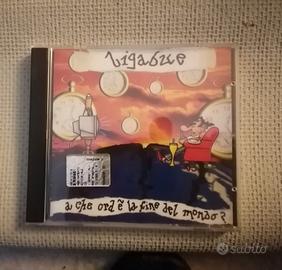 Ligabue
a che ora è la fine del mondo?
subito